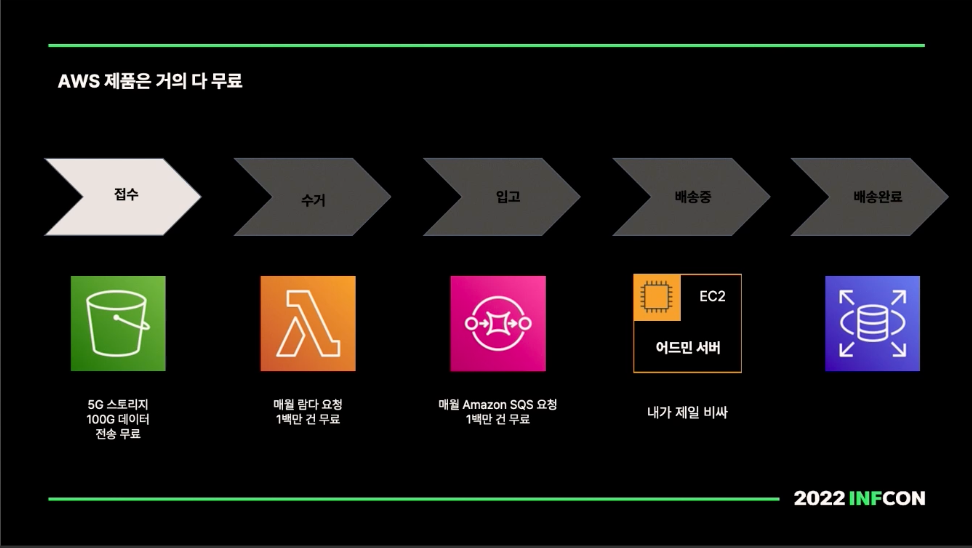 AWS 제품은 거의 다 무료
접수
수거
입고
배송중
배송완료
EC2
어드민 서버
5G 스토리지
100G 데이터
전송 무료
매월 람다 요청
1백만 건 무료
매월 Amazon SQS 요청
1백만 건 무료
내가 제일 비싸
2022 INFCON